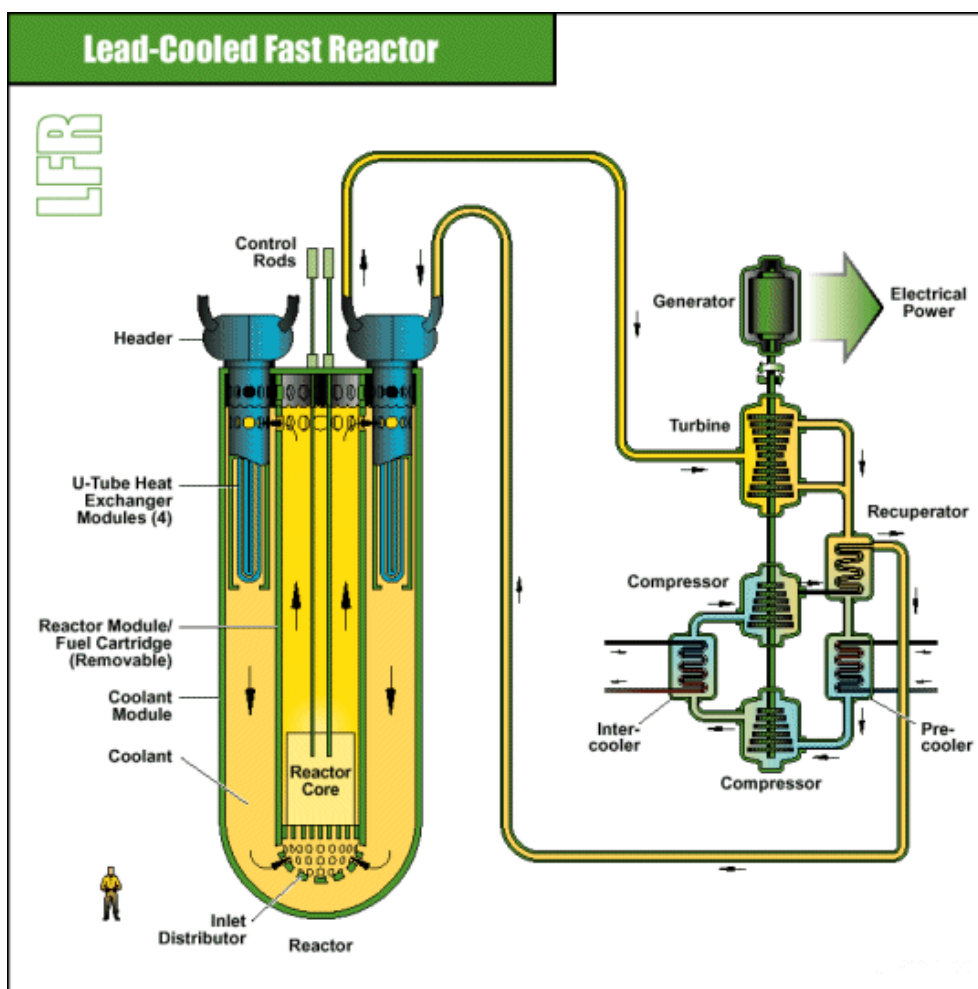 Lead-Cooled Fast Reactor
LFR
Control
Rods
Header
U-Tube Heat
Exchanger
Modules (4)
Reactor Module/
Fuel Cartridge
(Removable)
Coolant
Module
Coolant
Reactor
Core
Inlet
Distributor
Reactor
Generator
Electrical
Power
Turbine
Recuperator
Compressor
Inter-
cooler
Pre-
cooler
Compressor